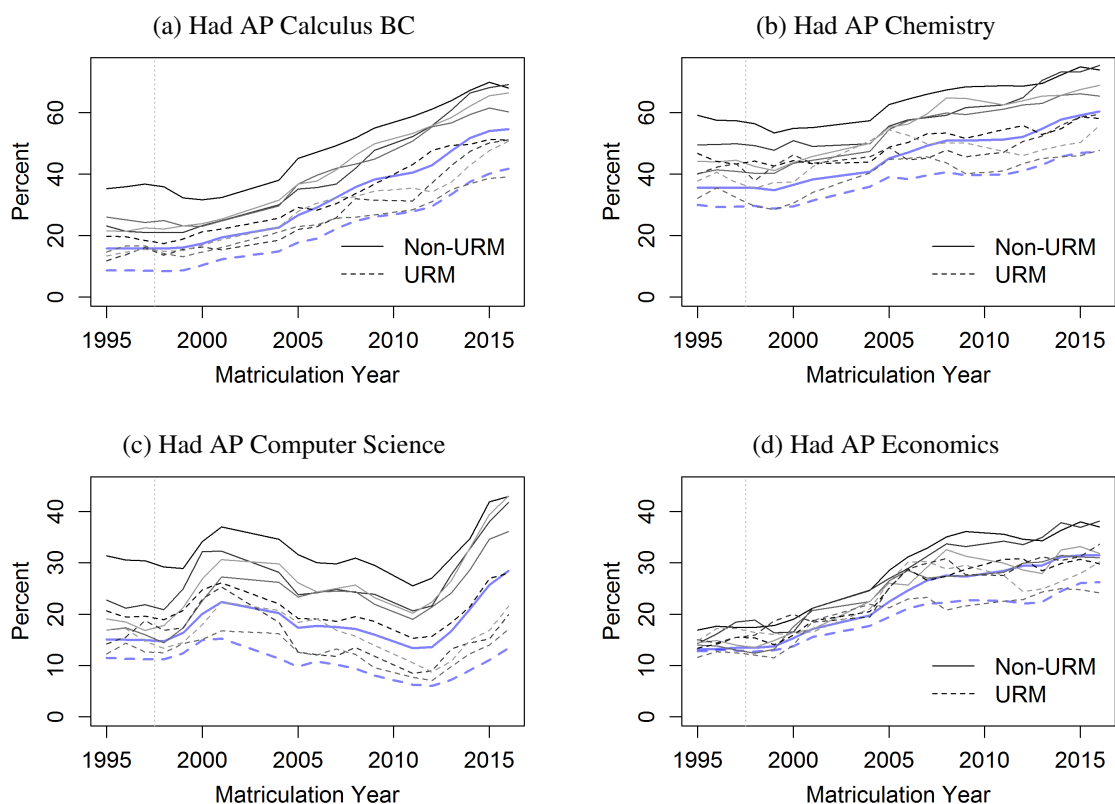 (a) Had AP Calculus BC
Percent
0 20 40 60
Non-URM
URM
1995 2000 2005 2010 2015
Matriculation Year
(b) Had AP Chemistry
Percent
0 20 40 60
Non-URM
URM
1995 2000 2005 2010 2015
Matriculation Year
(c) Had AP Computer Science
Percent
0 10 20 30 40
1995 2000 2005 2010 2015
Matriculation Year
(d) Had AP Economics
Percent
0 10 20 30 40
Non-URM
URM
1995 2000 2005 2010 2015
Matriculation Year